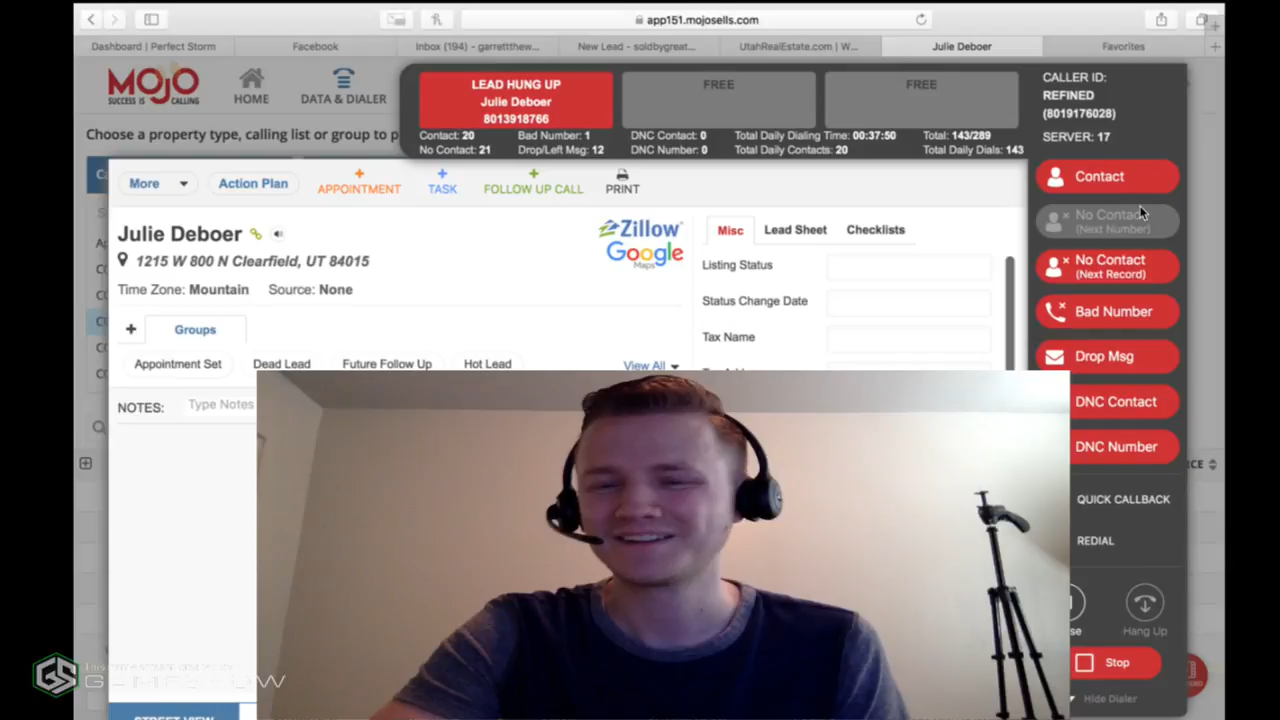 app151.mojosells.com
Dashboard | Perfect Storm
Facebook
Inbox (194) - garrettthew...
New Lead - soldbygreat...
UtahRealEstate.com | W...
Julie Deboer
Favorites
MOJO
SUCCESS IS CALLING
HOME
DATA & DIALER
LEAD HUNG UP
Julie Deboer
8013918766
FREE
FREE
CALLER ID:
REFINED
(8019176028)
SERVER: 17
Contact: 20
Bad Number: 1
DNC Contact: 0
Total Daily Dialing Time: 00:37:50
Total: 143/289
No Contact: 21
Drop/Left Msg: 12
DNC Number: 0
Total Daily Contacts: 20
Total Daily Dials: 143
Choose a property type, calling list or group to
More
Action Plan
APPOINTMENT
TASK
FOLLOW UP CALL
PRINT
Julie Deboer
1215 W 800 N Clearfield, UT 84015
Time Zone: Mountain
Source: None
Zillow
Google
Maps
Groups
Appointment Set
Dead Lead
Future Follow Up
Hot Lead
View All
NOTES:
Type Notes
STREET VIEW
Misc
Lead Sheet
Checklists
Listing Status
Status Change Date
Tax Name
Contact
No Contact
(Next Number)
No Contact
(Next Record)
Bad Number
Drop Msg
DNC Contact
DNC Number
QUICK CALLBACK
REDIAL
Hang Up
Stop
Hide Dialer
GS